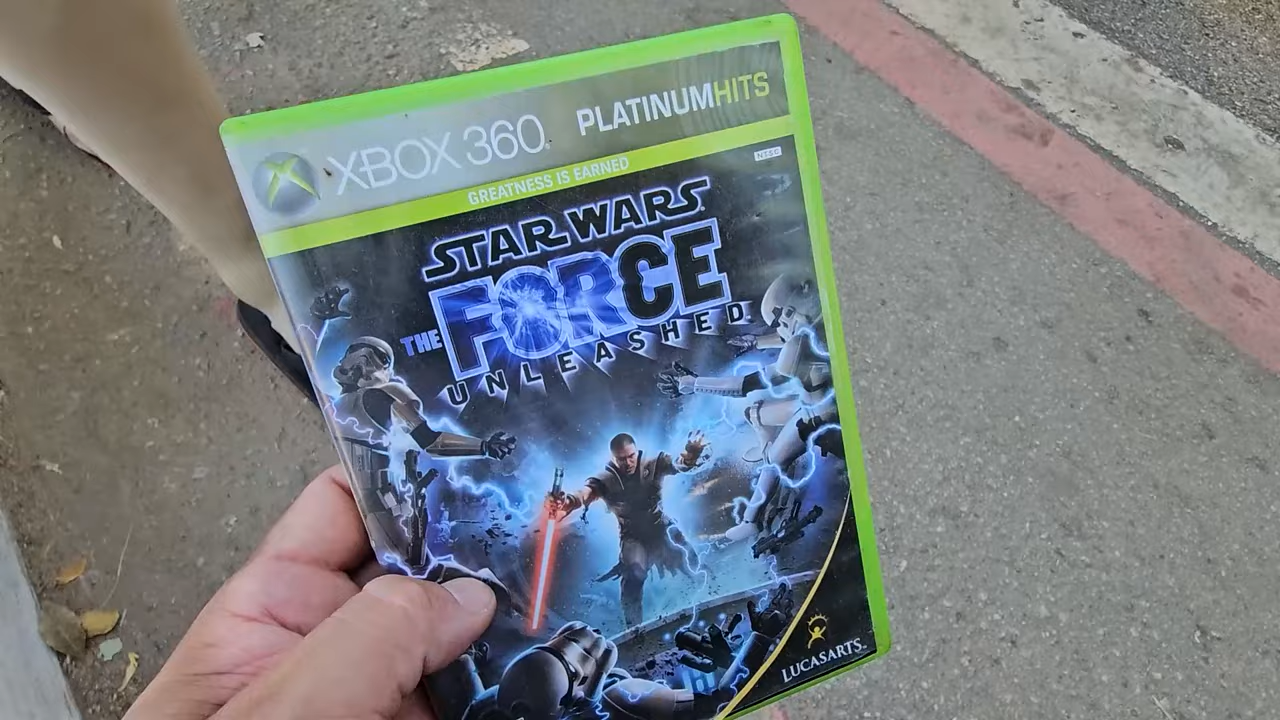 XBOX 360
PLATINUMHITS
GREATNESS IS EARNED
NTSC
STAR WARS
THE FORCE
UNLEASHED
LUCASARTS